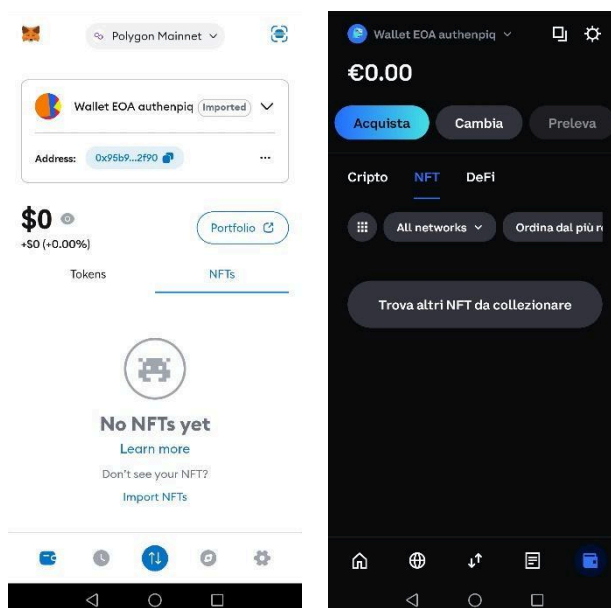 Polygon Mainnet
Wallet EOA authenpiq Imported
Address: 0x95b9...2f90
$0
+$0 (+0.00%)
Portfolio
Tokens NFTs
No NFTs yet
Learn more
Don't see your NFT?
Import NFTs
Wallet EOA authenpiq
€0.00
Acquista Cambia Preleva
Cripto NFT DeFi
All networks Ordina dal più
Trova altri NFT da collezionare